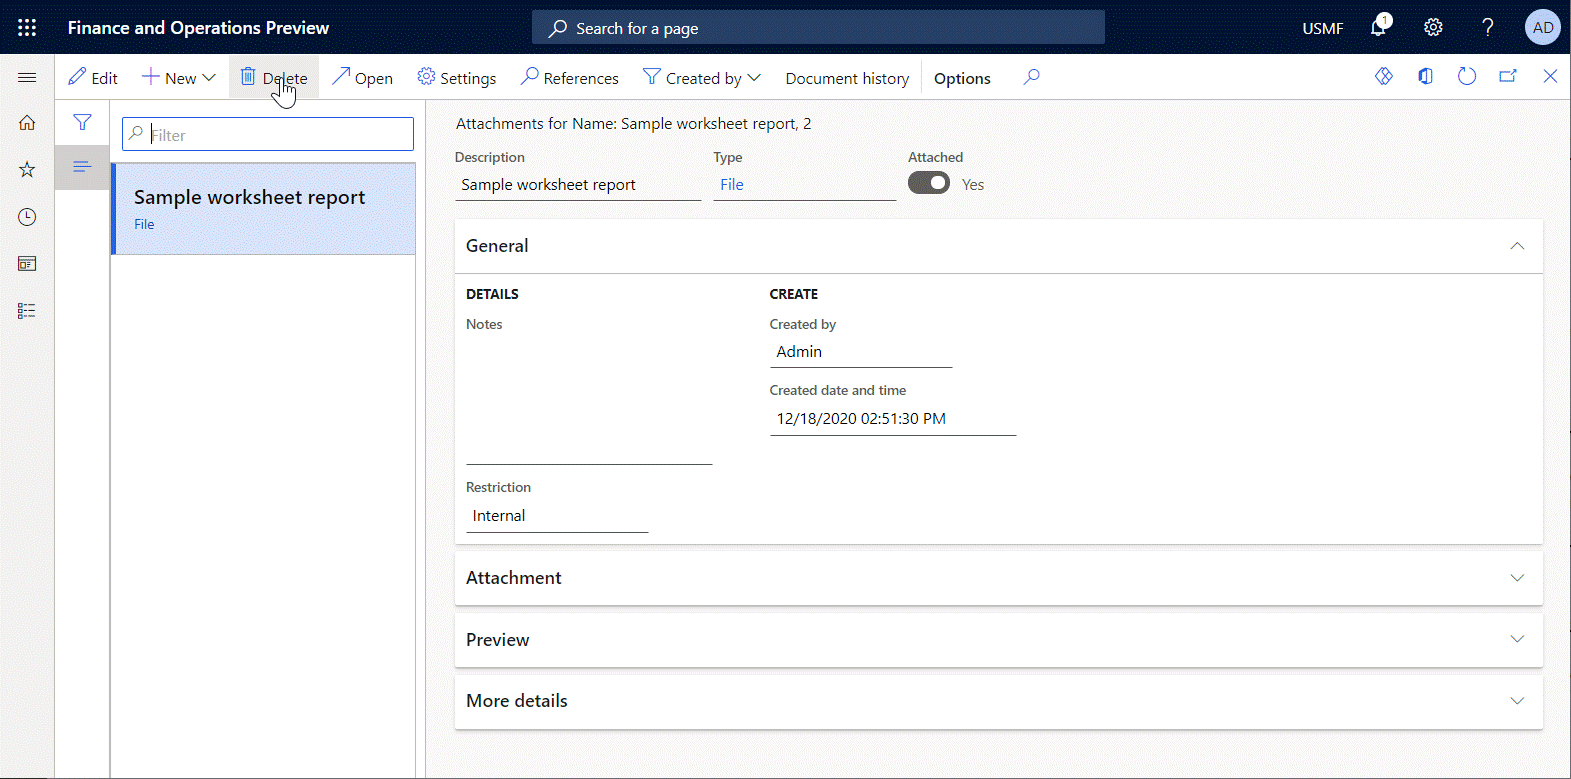 Finance and Operations Preview
Search for a page
USMF
1
?
AD
Edit
New
Delete
Open
Settings
References
Created by
Document history
Options
Filter
Sample worksheet report
File
Attachments for Name: Sample worksheet report, 2
Description
Type
Attached
Sample worksheet report
File
Yes
General
DETAILS
CREATE
Notes
Created by
Admin
Created date and time
12/18/2020 02:51:30 PM
Restriction
Internal
Attachment
Preview
More details